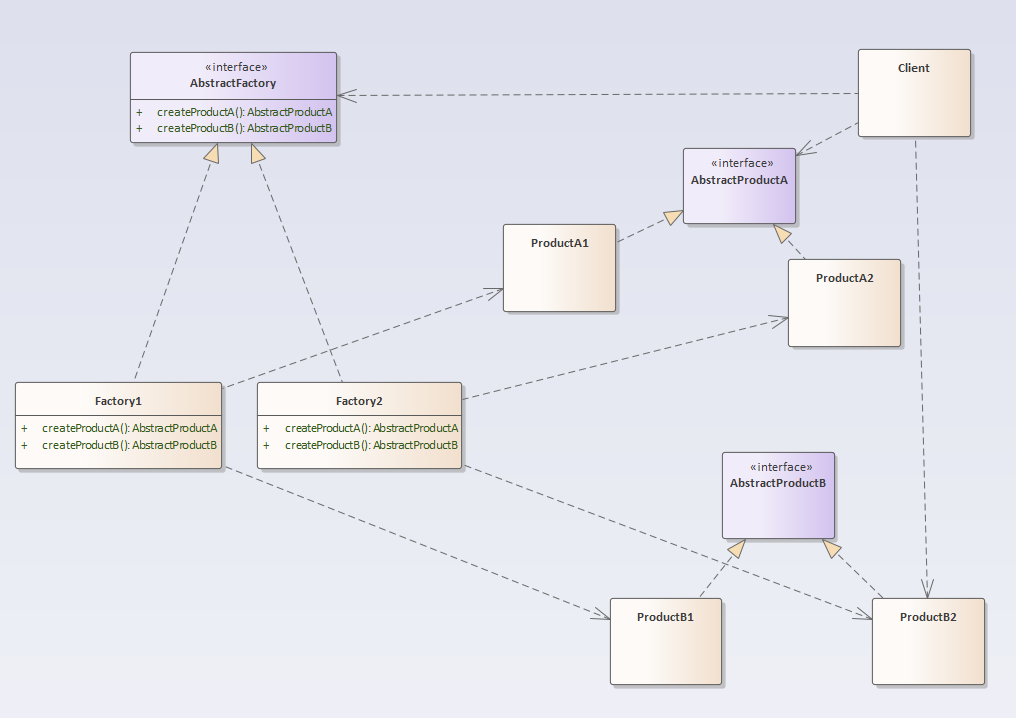 «interface»
AbstractFactory
+ createProductA(): AbstractProductA
+ createProductB(): AbstractProductB
Client
«interface»
AbstractProductA
ProductA1
ProductA2
Factory1
+ createProductA(): AbstractProductA
+ createProductB(): AbstractProductB
Factory2
+ createProductA(): AbstractProductA
+ createProductB(): AbstractProductB
«interface»
AbstractProductB
ProductB1
ProductB2